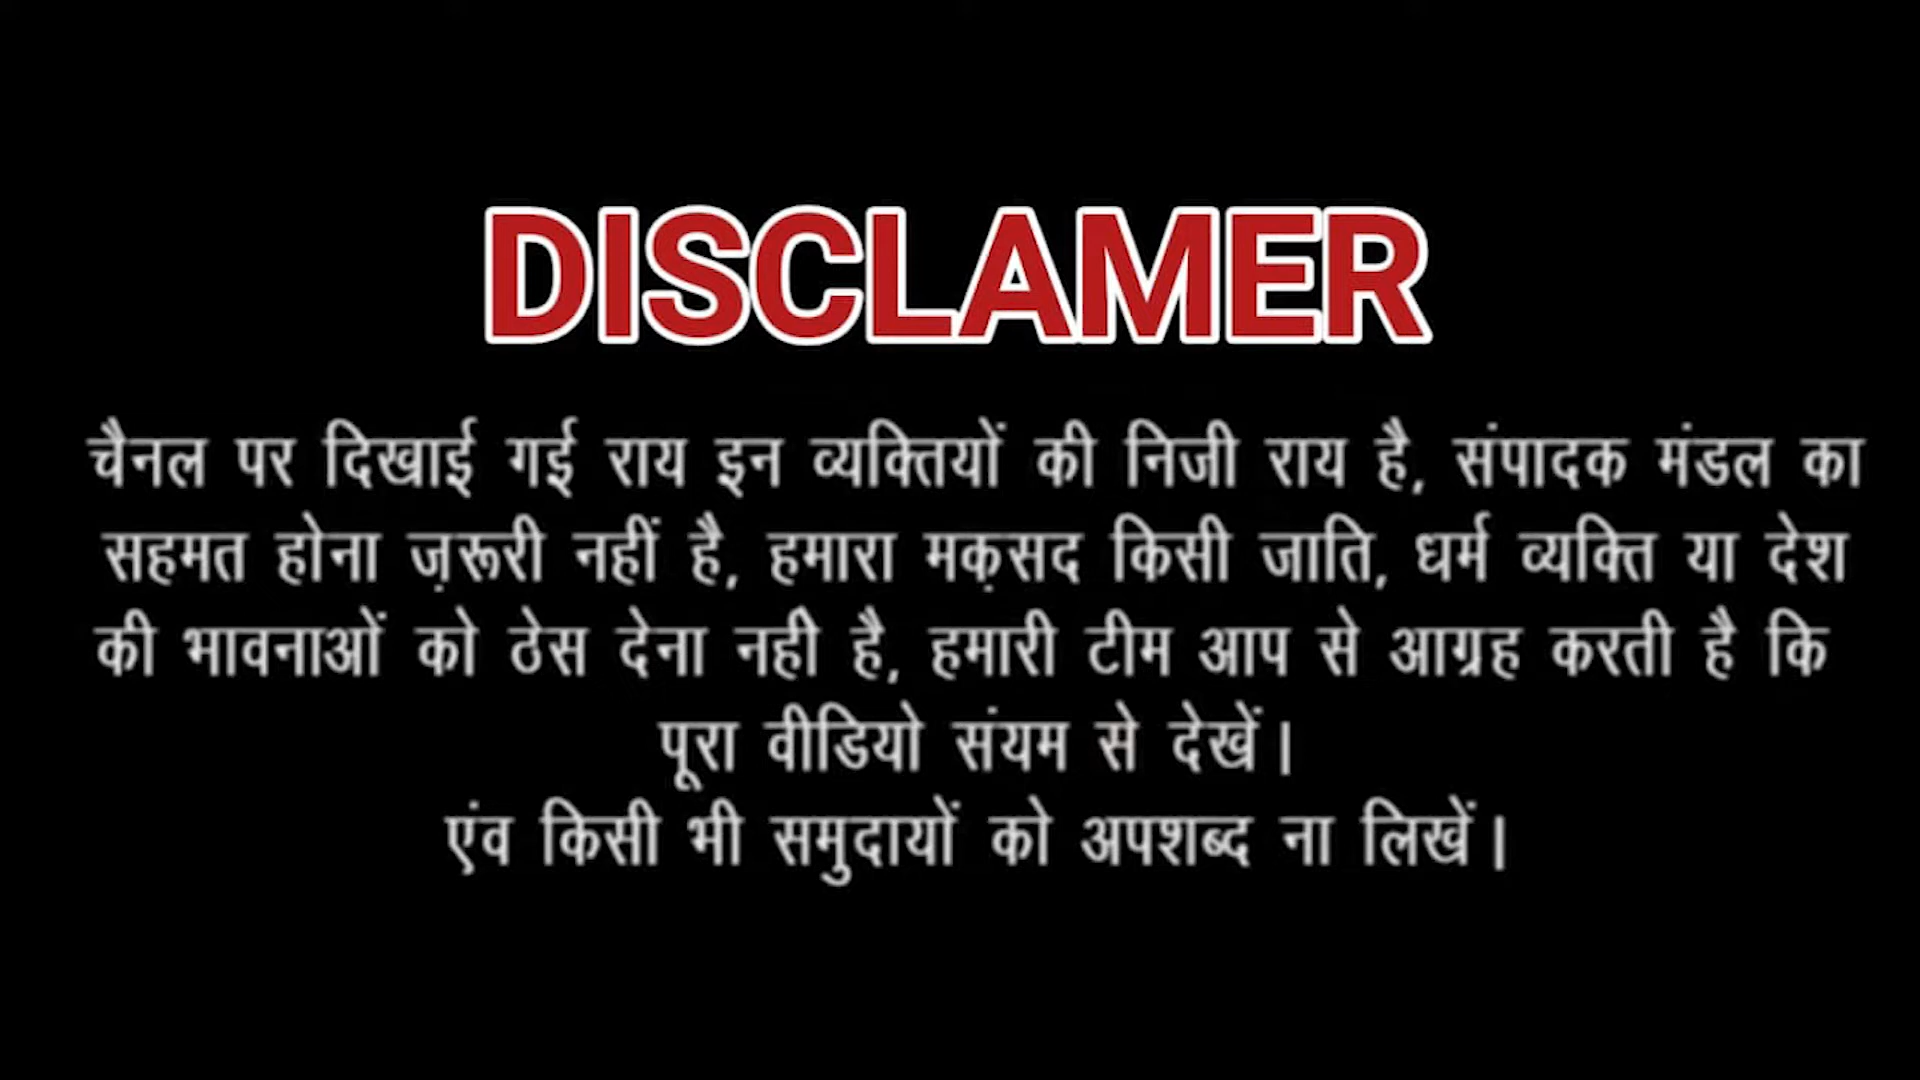 DISCLAMER
चैनल पर दिखाई गई राय इन व्यक्तियों की निजी राय है, संपादक मंडल का
सहमत होना ज़रूरी नहीं है, हमारा मक़सद किसी जाति, धर्म व्यक्ति या देश
की भावनाओं को ठेस देना नही है, हमारी टीम आप से आग्रह करती है कि
पूरा वीडियो संयम से देखें।
एंव किसी भी समुदायों को अपशब्द ना लिखें।